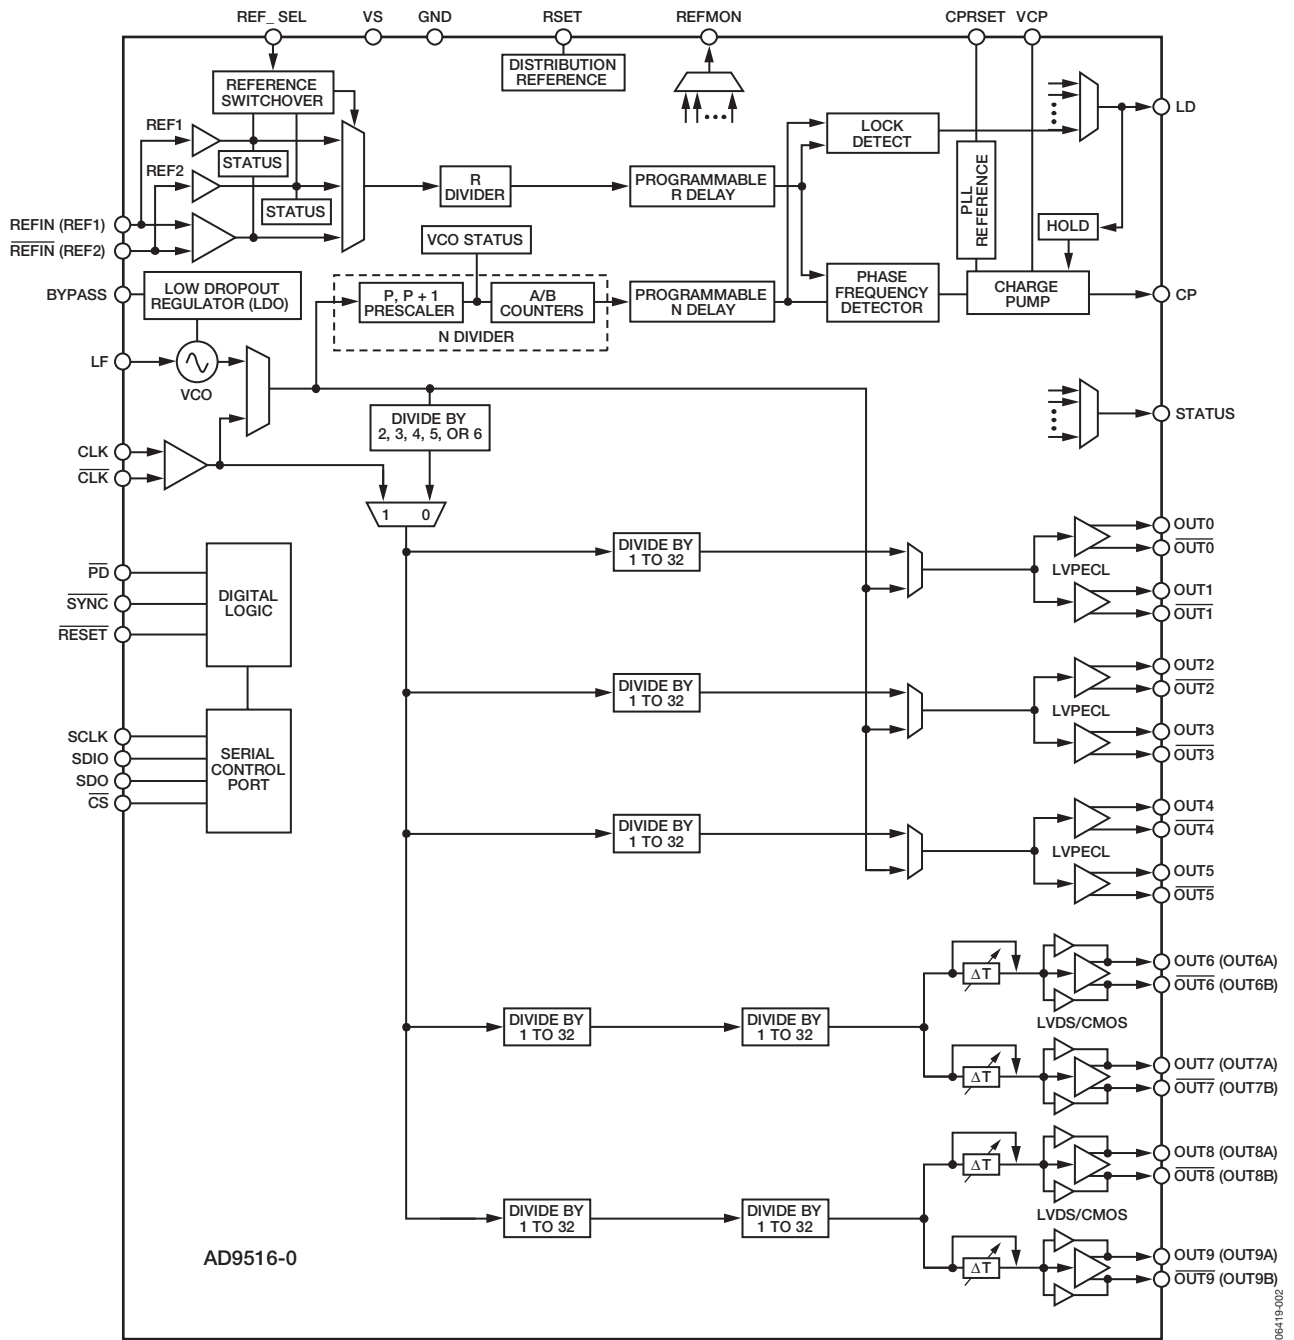 REF_ SEL
VS
GND
RSET
REFMON
CPRSET
VCP
DISTRIBUTION
REFERENCE
REFERENCE
SWITCHOVER
LD
REF1
STATUS
REF2
STATUS
LOCK
DETECT
R
DIVIDER
PROGRAMMABLE
R DELAY
PLL
REFERENCE
HOLD
REFIN (REF1)
REFIN (REF2)
VCO STATUS
BYPASS
LOW DROPOUT
REGULATOR (LDO)
P, P + 1
PRESCALER
A/B
COUNTERS
N DIVIDER
PROGRAMMABLE
N DELAY
PHASE
FREQUENCY
DETECTOR
CHARGE
PUMP
CP
LF
VCO
DIVIDE BY
2, 3, 4, 5, OR 6
STATUS
CLK
CLK
1 0
DIVIDE BY
1 TO 32
LVPECL
OUT0
OUT0
OUT1
OUT1
PD
SYNC
RESET
DIGITAL
LOGIC
DIVIDE BY
1 TO 32
LVPECL
OUT2
OUT2
OUT3
OUT3
SCLK
SDIO
SDO
CS
SERIAL
CONTROL
PORT
DIVIDE BY
1 TO 32
LVPECL
OUT4
OUT4
OUT5
OUT5
DIVIDE BY
1 TO 32
DIVIDE BY
1 TO 32
ΔT
ΔT
LVDS/CMOS
OUT6 (OUT6A)
OUT6 (OUT6B)
OUT7 (OUT7A)
OUT7 (OUT7B)
DIVIDE BY
1 TO 32
DIVIDE BY
1 TO 32
ΔT
ΔT
LVDS/CMOS
OUT8 (OUT8A)
OUT8 (OUT8B)
OUT9 (OUT9A)
OUT9 (OUT9B)
AD9516-0
06419-002